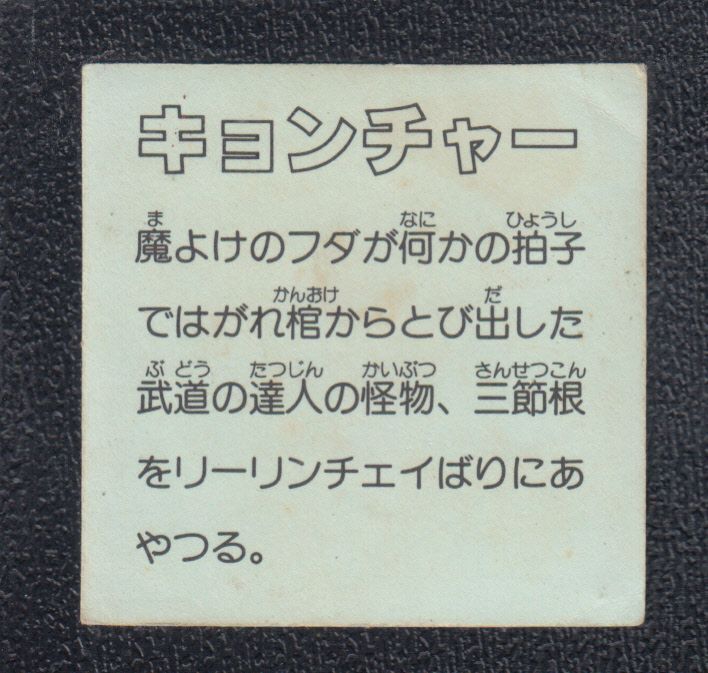 キョンチャー
魔よけのフダが何かの拍子
ではがれ棺からとび出した
武道の達人の怪物、三節根
をリーリンチェイばりにあ
やつる。